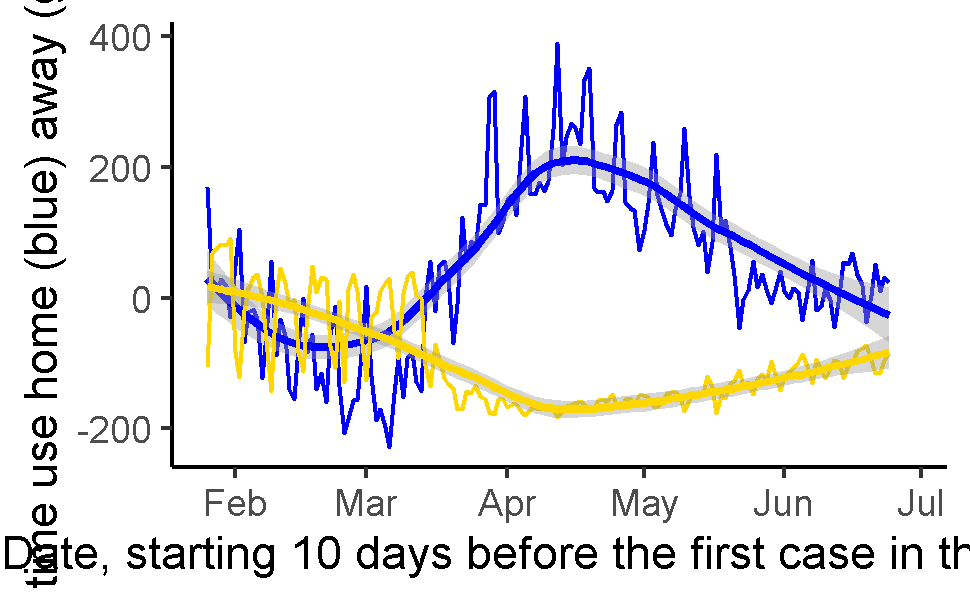 time use home (blue) away (
400
200
0
-200
Feb Mar Apr May Jun Jul
Date, starting 10 days before the first case in th